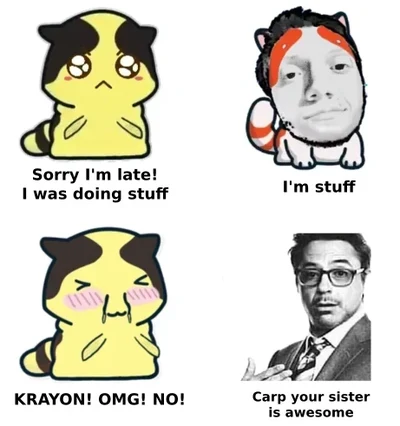 Sorry I'm late!
I was doing stuff
I'm stuff
KRAYON! OMG! NO!
Carp your sister
is awesome